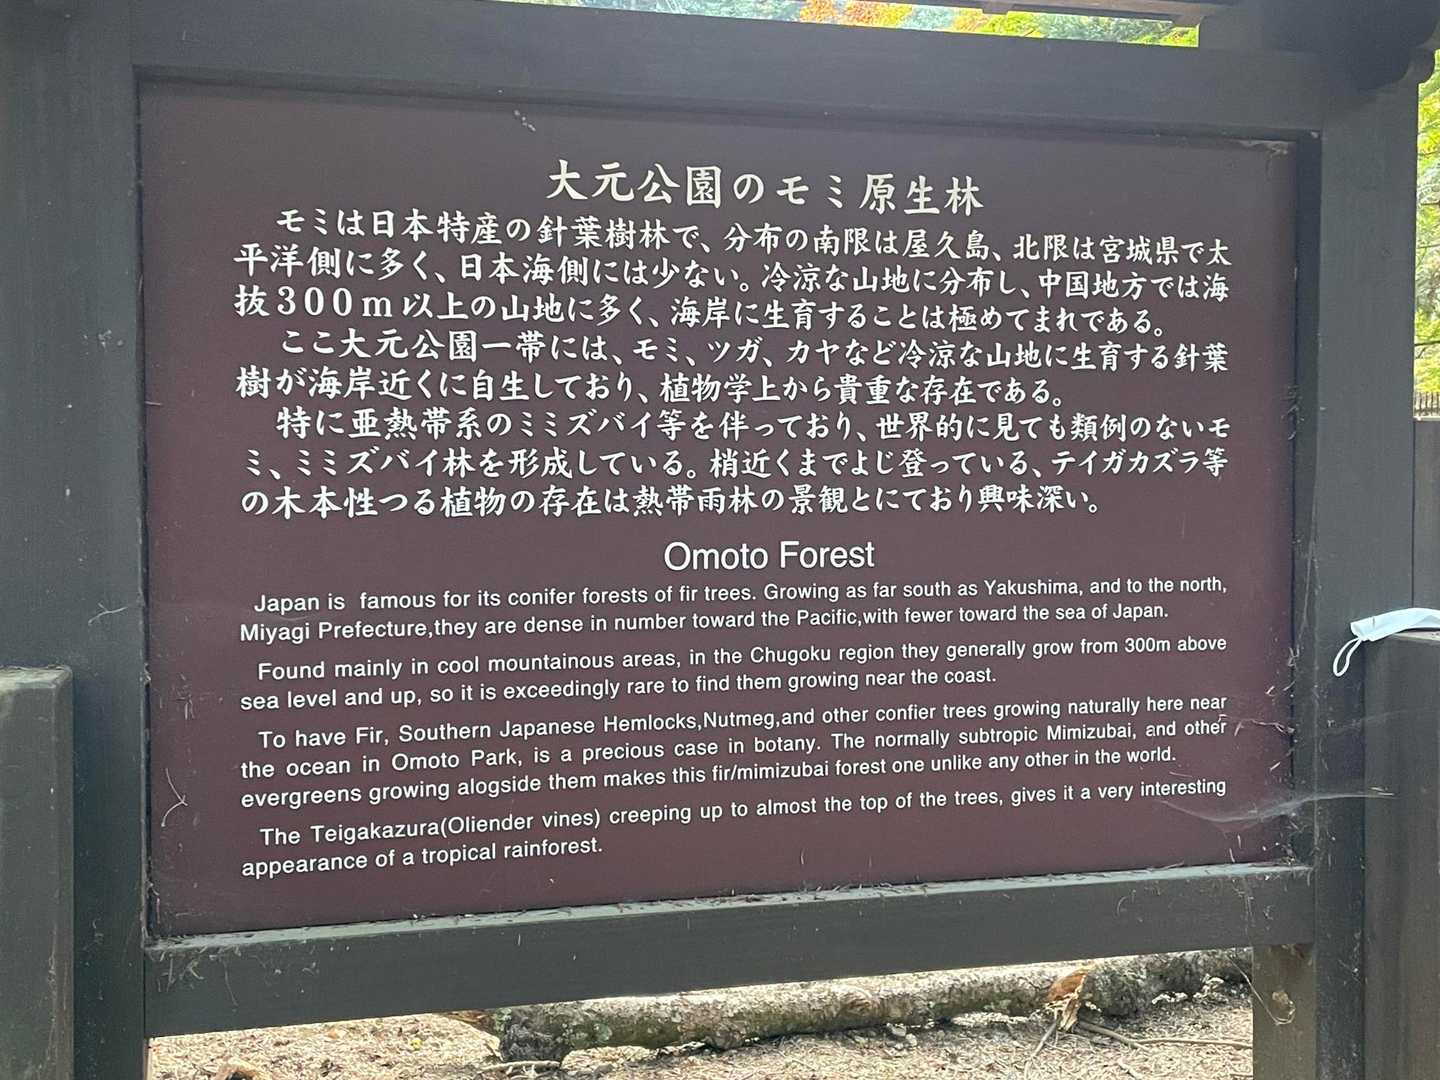 大元公園のモミ原生林
モミは日本特産の針葉樹林で、分布の南限は屋久島、北限は宮城県で太
平洋側に多く、日本海側には少ない。冷涼な山地に分布し、中国地方では海
抜300m以上の山地に多く、海岸に生育することは極めてまれである。
ここ大元公園一帯には、モミ、ツガ、カヤなど冷涼な山地に生育する針葉
樹が海岸近くに自生しており、植物学上から貴重な存在である。
特に亜熱帯系のミミズバイ等を伴っており、世界的に見ても類例のないモ
ミ、ミミズバイ林を形成している。梢近くまでよじ登っている、テイガカズラ等
の木本性つる植物の存在は熱帯雨林の景観とにており興味深い。
Omoto Forest
Japan is famous for its conifer forests of fir trees. Growing as far south as Yakushima, and to the north,
Miyagi Prefecture,they are dense in number toward the Pacific,with fewer toward the sea of Japan.
Found mainly in cool mountainous areas, in the Chugoku region they generally grow from 300m above
sea level and up, so it is exceedingly rare to find them growing near the coast.
To have Fir, Southern Japanese Hemlocks,Nutmeg,and other confier trees growing naturally here near
the ocean in Omoto Park, is a precious case in botany. The normally subtropic Mimizubai, and other
evergreens growing alogside them makes this fir/mimizubai forest one unlike any other in the world.
The Teigakazura(Oliender vines) creeping up to almost the top of the trees, gives it a very interesting
appearance of a tropical rainforest.